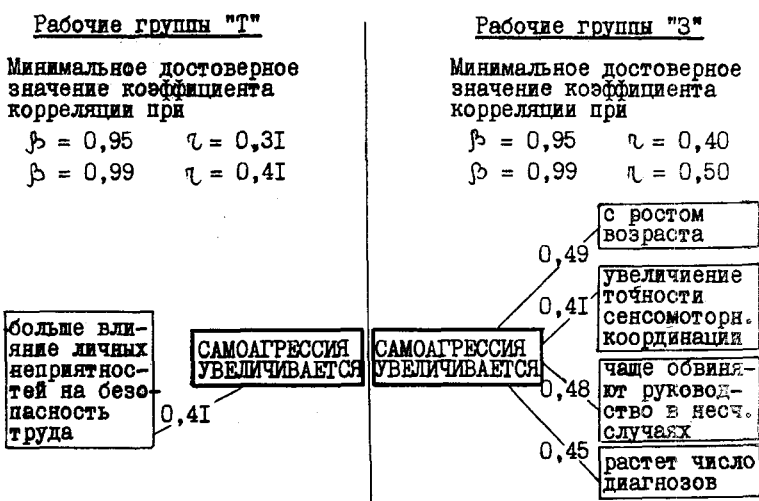 Рабочие группы "Т"
Минимальное достоверное
значение коэффициента
корреляции при
β = 0,95 r = 0,3I
β = 0,99 r = 0,4I
больше вли-
яние личных
неприятнос-
тей на безо-
пасность
труда
0,4I
САМОАГРЕССИЯ
УВЕЛИЧИВАЕТСЯ
Рабочие группы "З"
Минимальное достоверное
значение коэффициента
корреляции при
β = 0,95 r = 0,40
β = 0,99 r = 0,50
САМОАГРЕССИЯ
УВЕЛИЧИВАЕТСЯ
0,49
с ростом
возраста
0,4I
увеличиение
точности
сенсомоторн.
координации
0,48
чаще обвиня-
ют руковод-
ство в несч.
случаях
0,45
растет число
диагнозов